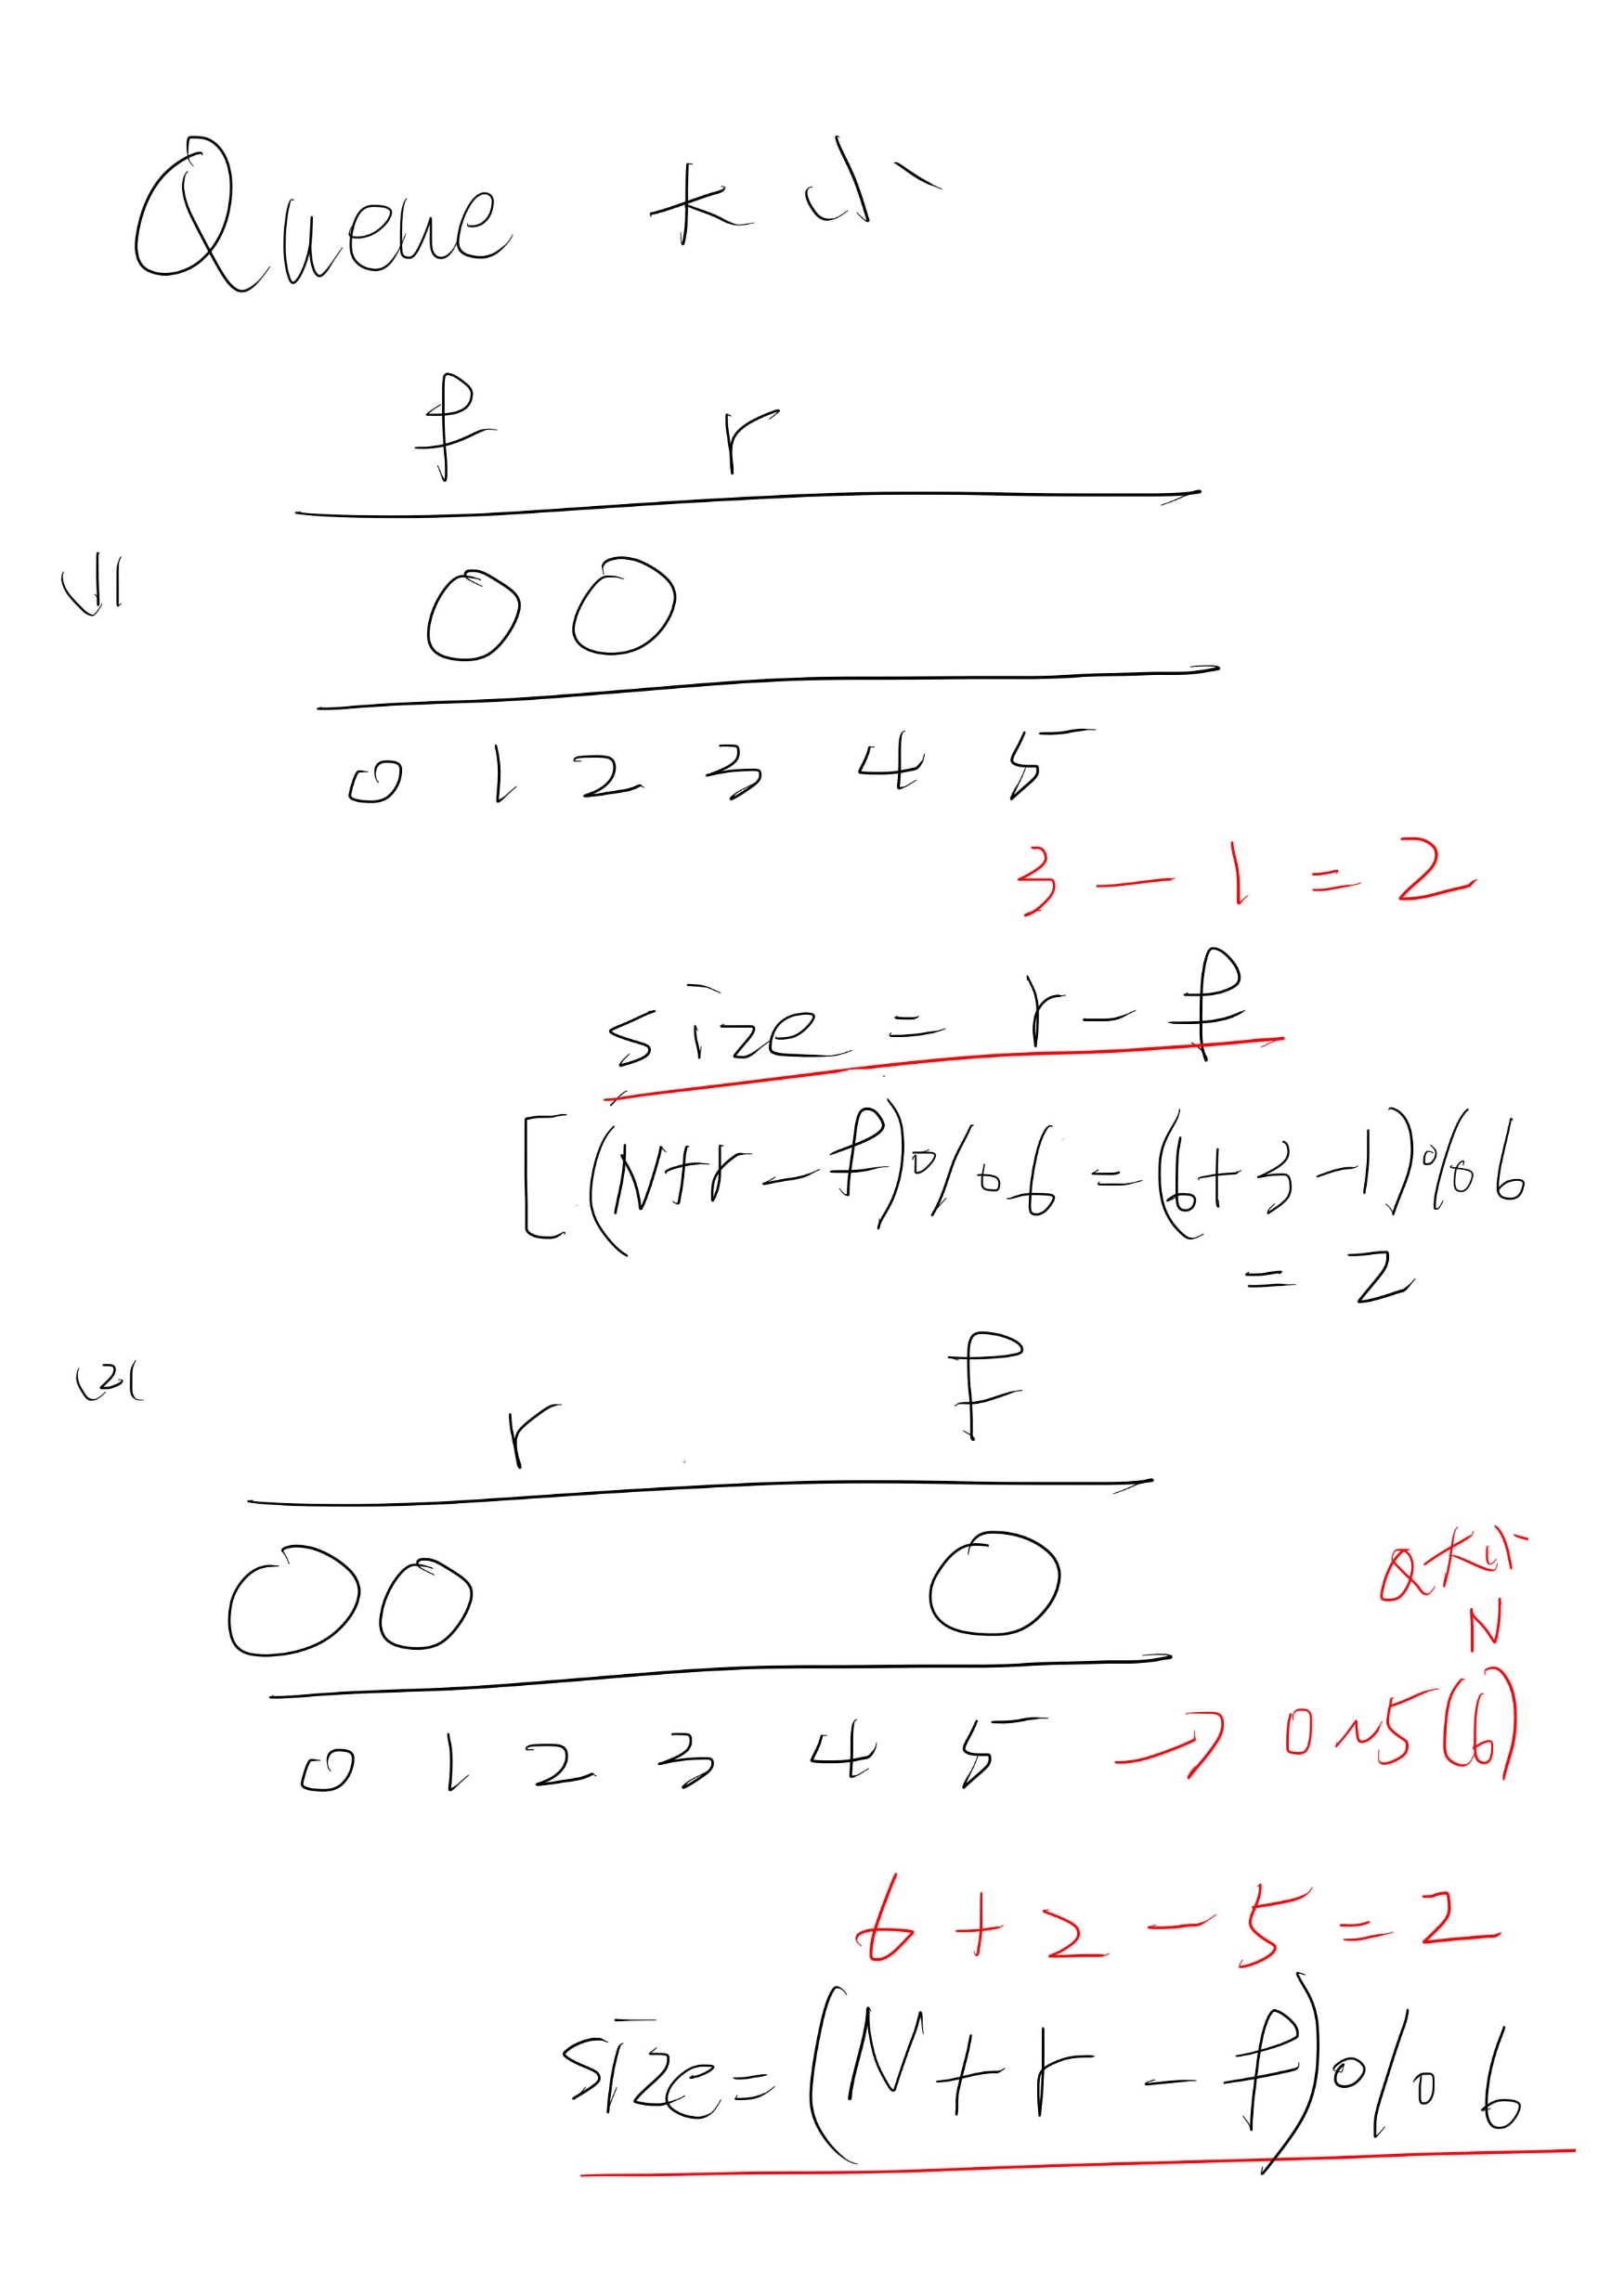 Queue 大小
f r
(1)
0 1 2 3 4 5
3 - 1 = 2
size = r - f
[ (N+r-f)%6 = (6+3-1)%6
= 2
(2)
r f
Q大小
N
0 1 2 3 4 5 → 0~5(6)
6 + 2 - 5 = 2
size = (N+r-f)%6